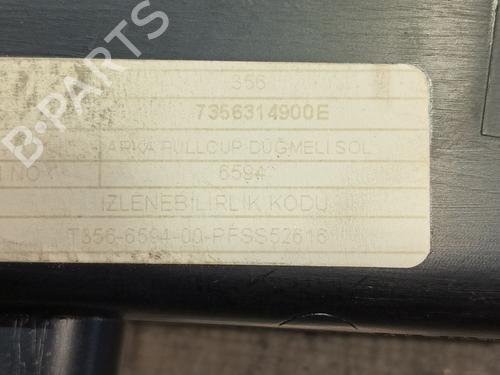 B-PARTS
356
7356314900E
ARKA PULLCUP DÜĞMELİ SOL
NO
6594
İZLENEBİLİRLİK KODU
T356-6594-00-PFSS52616